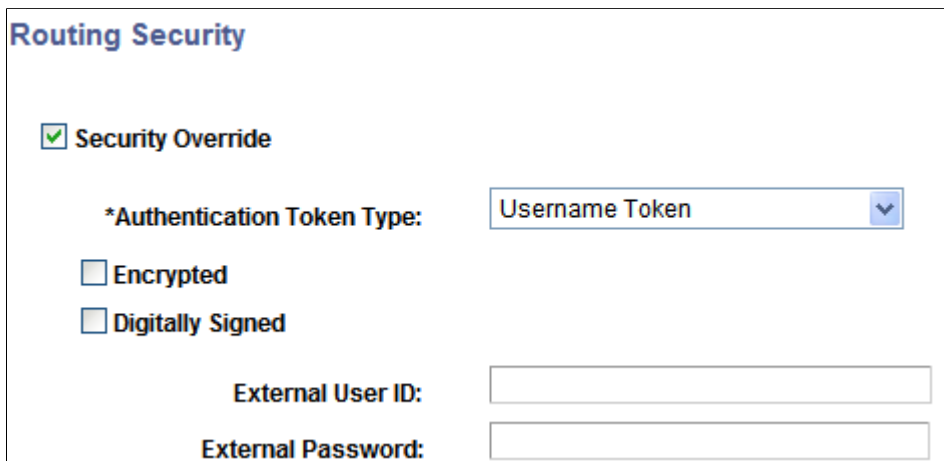 Routing Security
Security Override
*Authentication Token Type: Username Token
Encrypted
Digitally Signed
External User ID:
External Password: